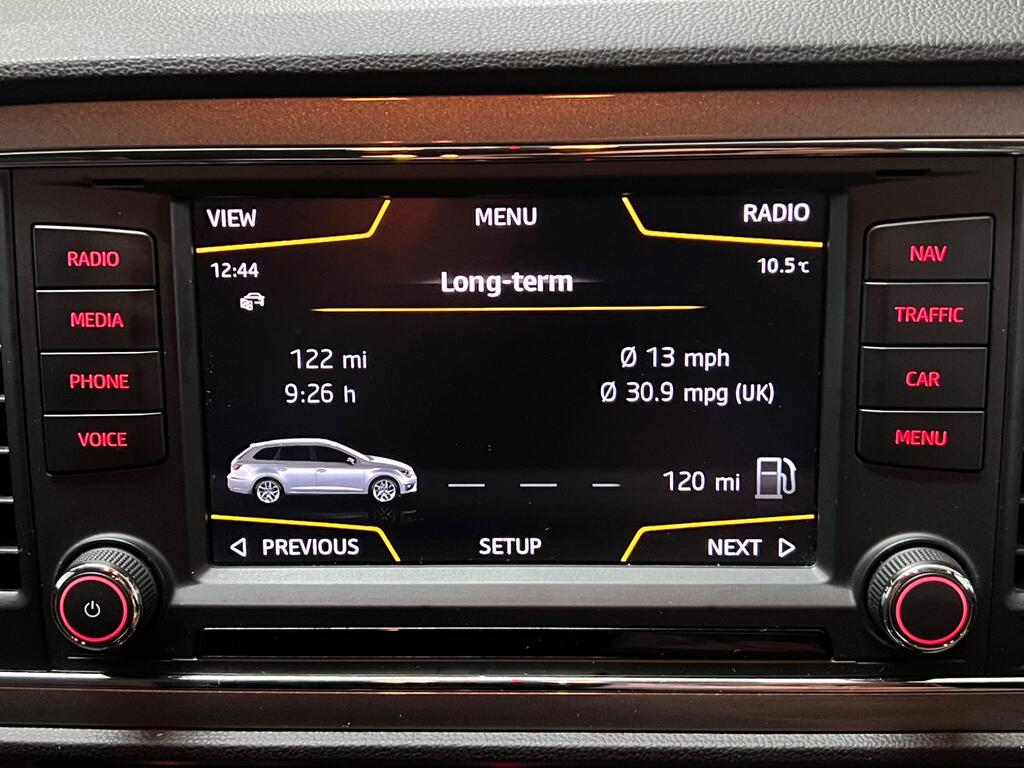 VIEW
MENU
RADIO
12:44
10.5°C
Long-term
122 mi
Ø 13 mph
9:26 h
Ø 30.9 mpg (UK)
120 mi
PREVIOUS
SETUP
NEXT
RADIO
MEDIA
PHONE
VOICE
NAV
TRAFFIC
CAR
MENU